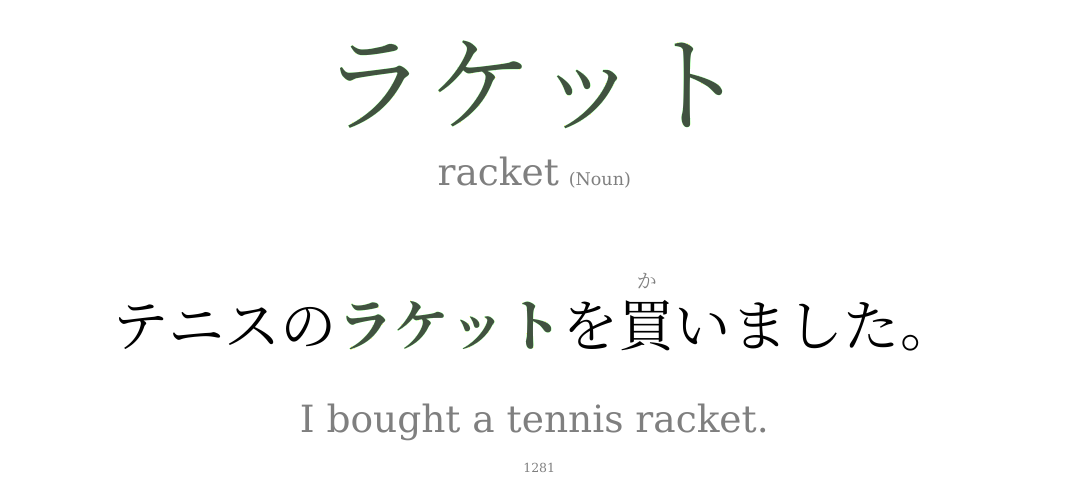 ラケット
racket (Noun)
か
テニスのラケットを買いました。
I bought a tennis racket.
1281